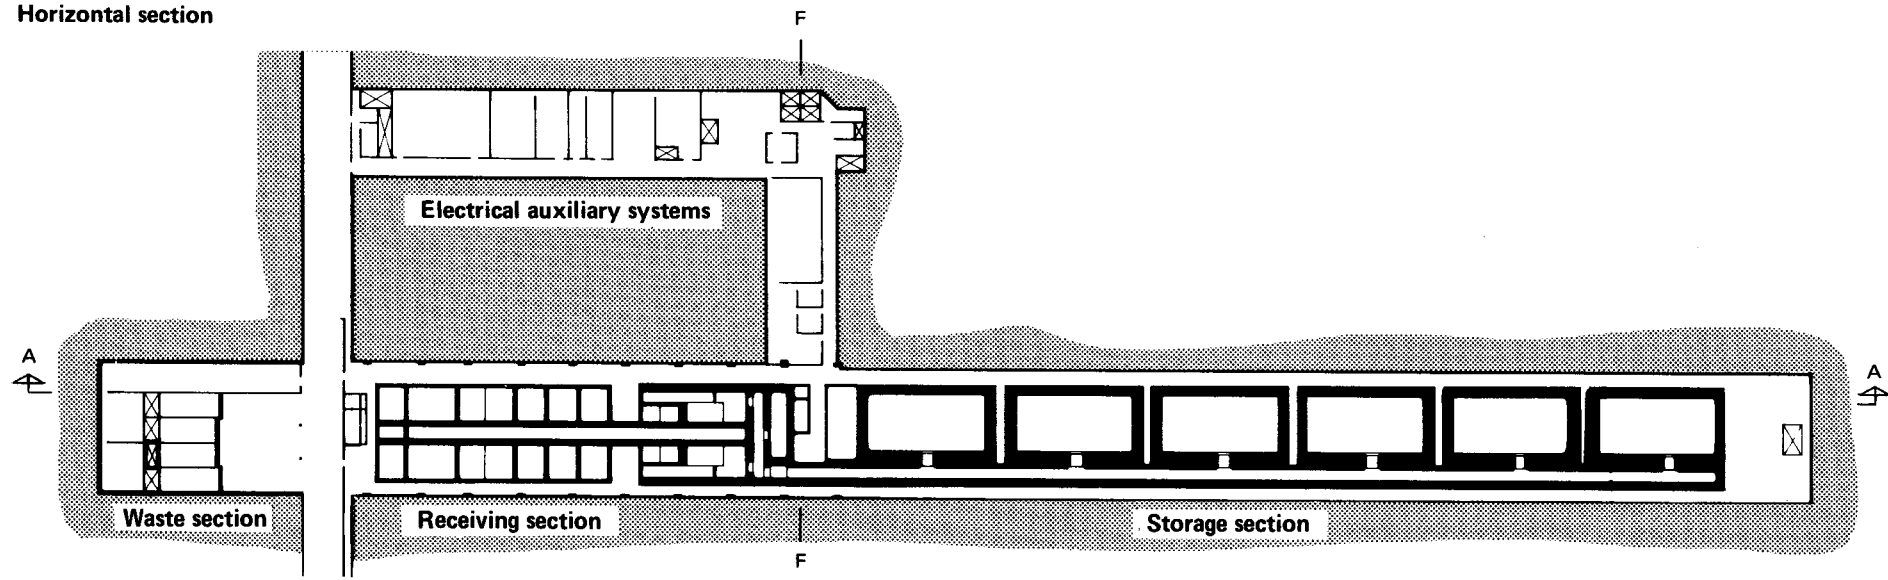 Horizontal section
F
Electrical auxiliary systems
A
A
Waste section
Receiving section
Storage section
F